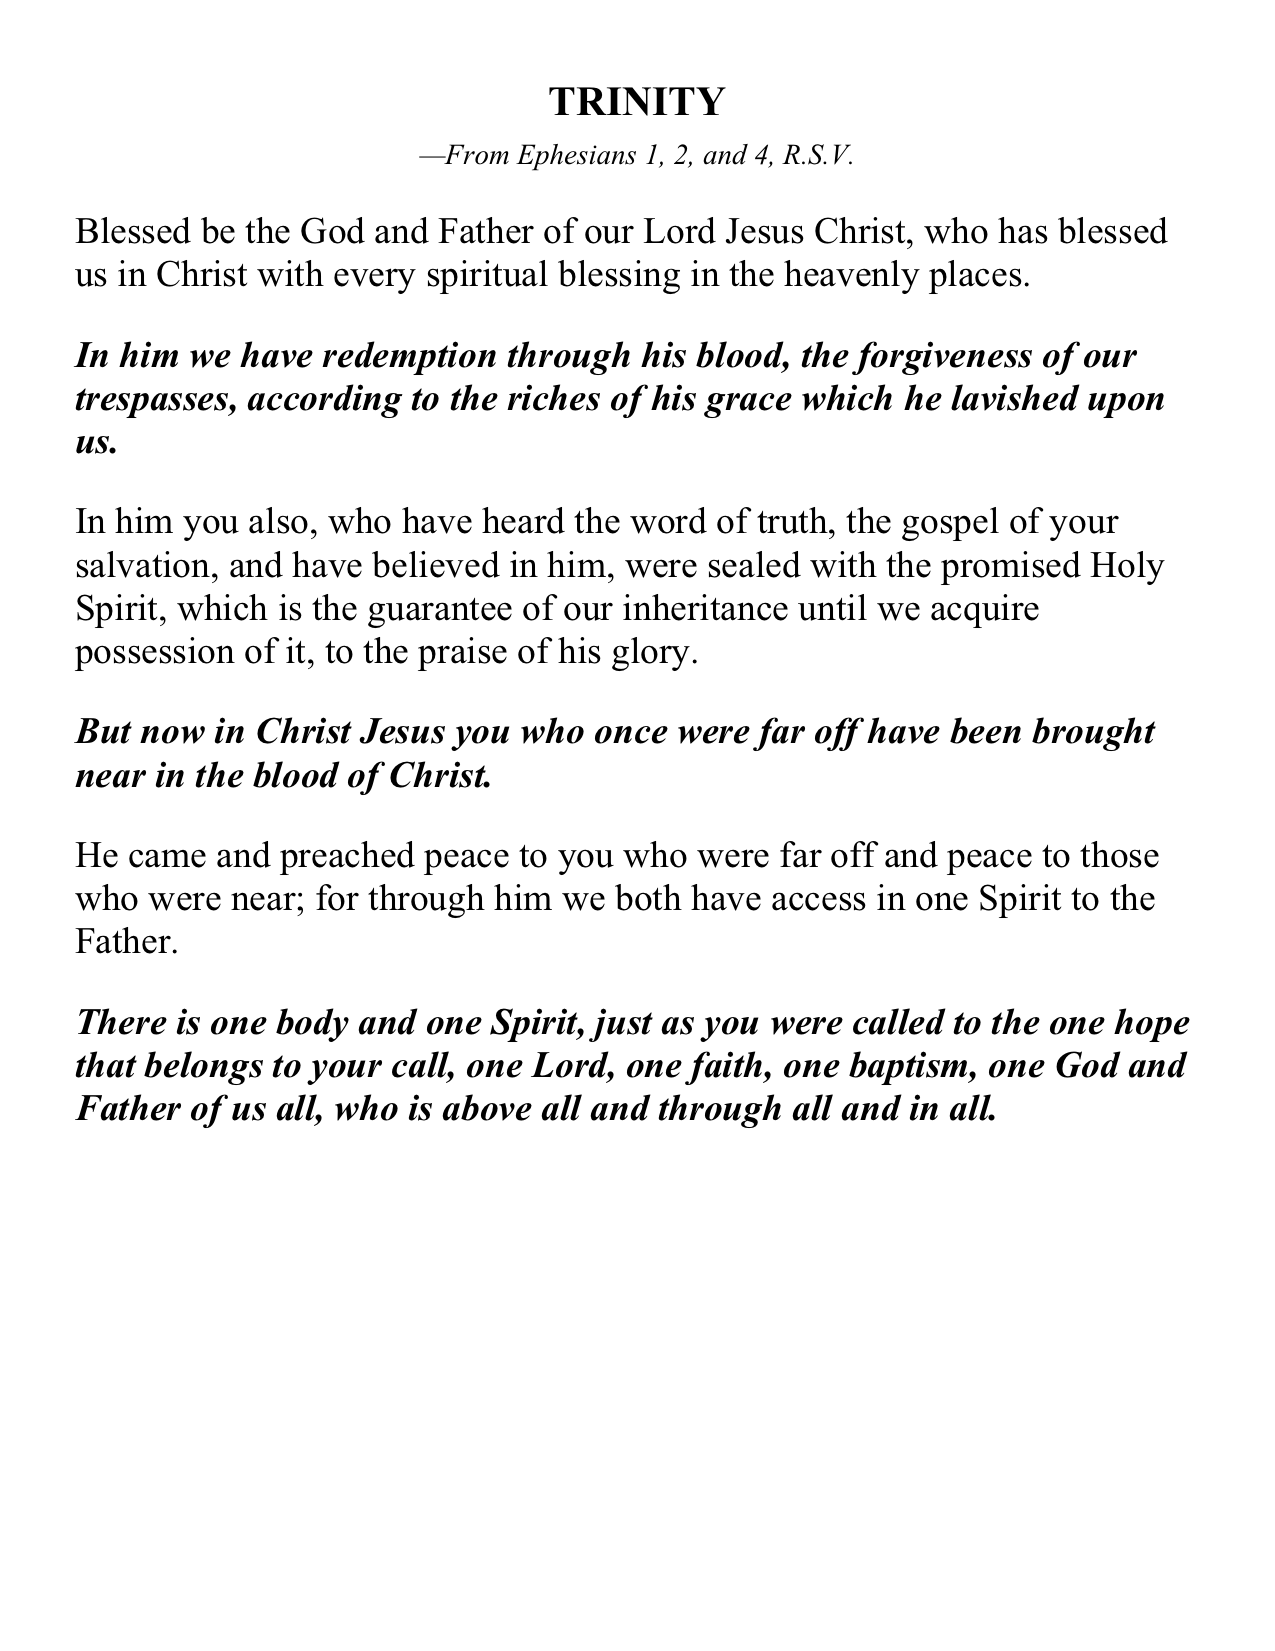 TRINITY
—From Ephesians 1, 2, and 4, R.S.V.
Blessed be the God and Father of our Lord Jesus Christ, who has blessed
us in Christ with every spiritual blessing in the heavenly places.
In him we have redemption through his blood, the forgiveness of our
trespasses, according to the riches of his grace which he lavished upon
us.
In him you also, who have heard the word of truth, the gospel of your
salvation, and have believed in him, were sealed with the promised Holy
Spirit, which is the guarantee of our inheritance until we acquire
possession of it, to the praise of his glory.
But now in Christ Jesus you who once were far off have been brought
near in the blood of Christ.
He came and preached peace to you who were far off and peace to those
who were near; for through him we both have access in one Spirit to the
Father.
There is one body and one Spirit, just as you were called to the one hope
that belongs to your call, one Lord, one faith, one baptism, one God and
Father of us all, who is above all and through all and in all.